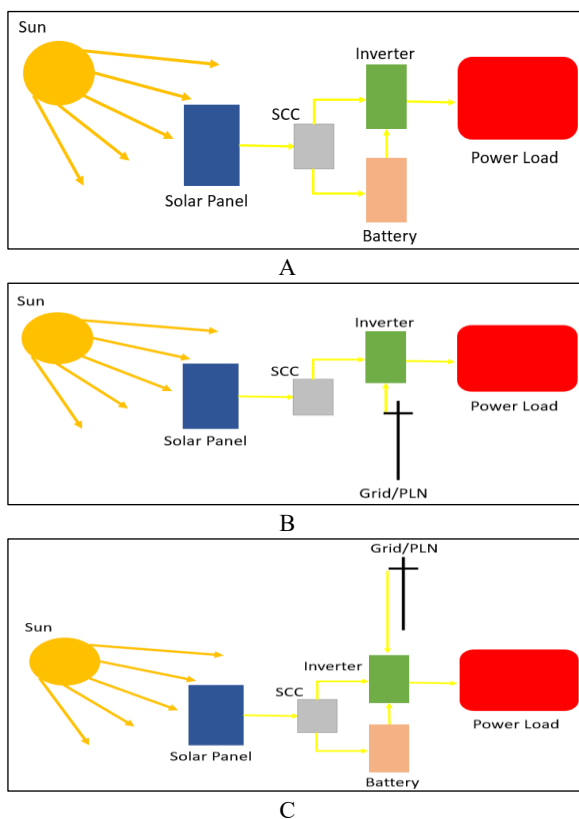 Sun
Inverter
SCC
Solar Panel
Power Load
Battery
A
Sun
Inverter
SCC
Solar Panel
Power Load
Grid/PLN
B
Grid/PLN
Sun
Inverter
SCC
Solar Panel
Power Load
Battery
C